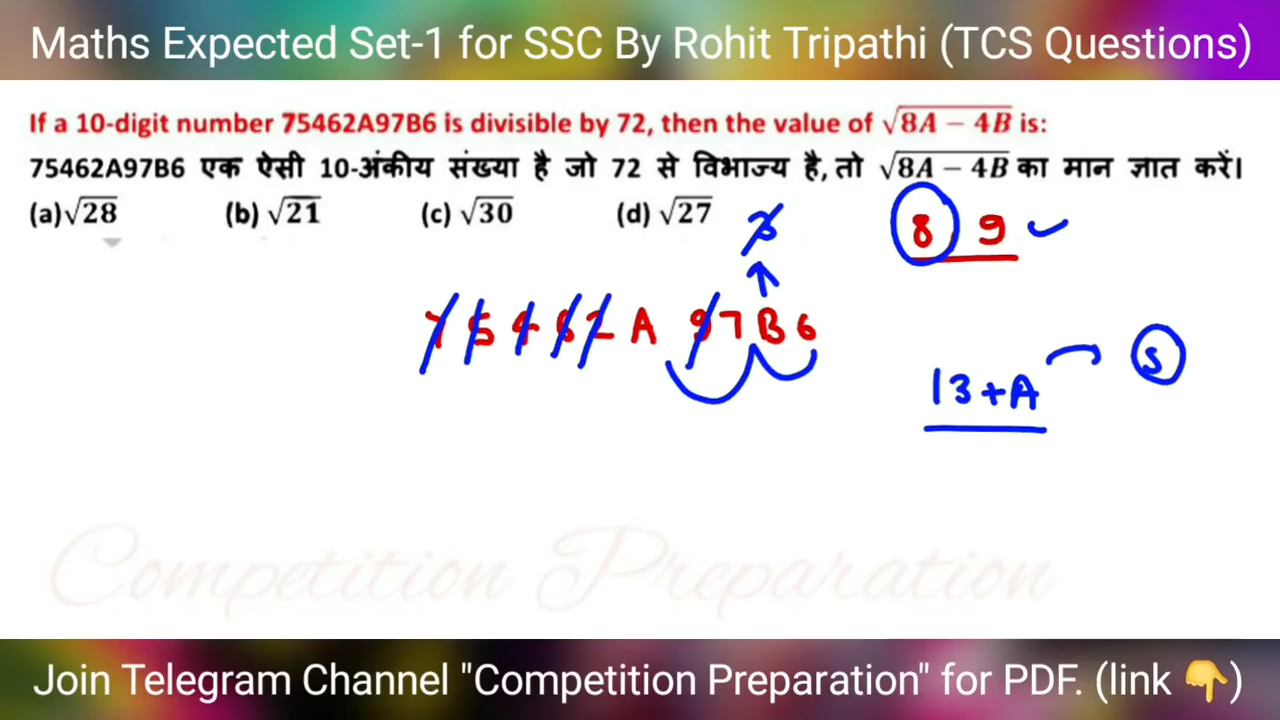 Maths Expected Set-1 for SSC By Rohit Tripathi (TCS Questions)
If a 10-digit number 75462A97B6 is divisible by 72, then the value of √8A − 4B is:
75462A97B6 एक ऐसी 10-अंकीय संख्या है जो 72 से विभाज्य है, तो √8A − 4B का मान ज्ञात करें।
(a)√28 (b) √21 (c) √30 (d) √27
8 9
7 5 4 6 2 A 9 7 B 6
13+A 5
Competition Preparation
Join Telegram Channel "Competition Preparation" for PDF. (link 👇)